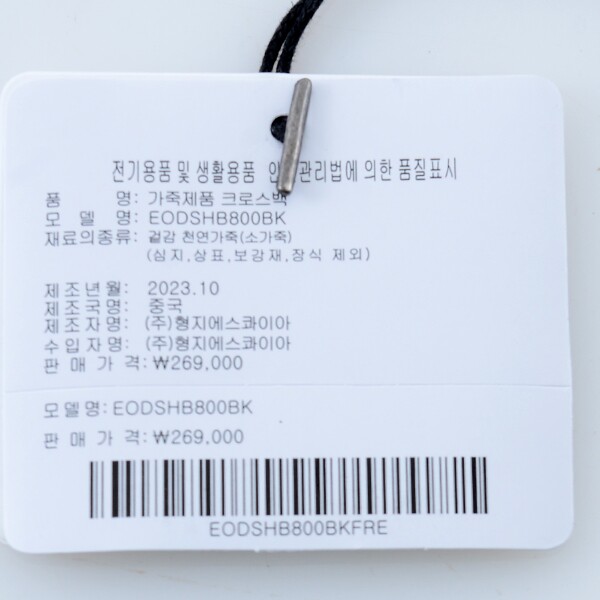 전기용품 및 생활용품 관리법에 의한 품질표시
품 명: 가죽제품 크로스백
모 델 명: EODSHB800BK
재료의종류: 겉감 천연가죽(소가죽)
(심지,상표,보강재,장식 제외)
제조년월: 2023.10
제조국명: 중국
제조자명: (주)형지에스콰이아
수입자명: (주)형지에스콰이아
판 매 가 격: ₩269,000
모델명: EODSHB800BK
판 매 가 격: ₩269,000
EODSHB800BKFRE